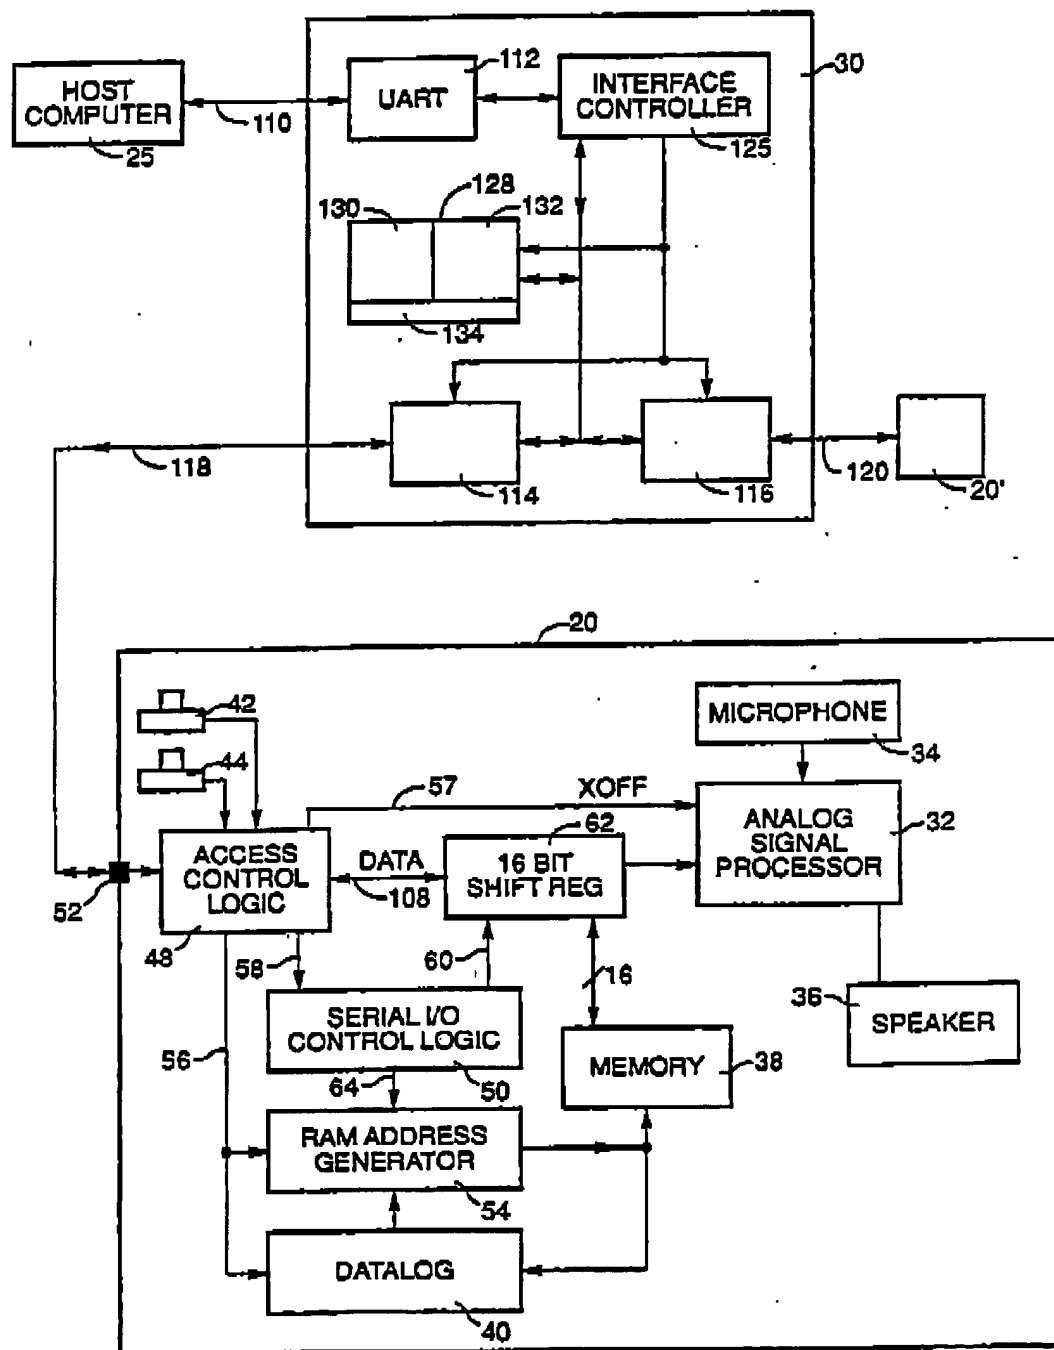 30
HOST
COMPUTER
25
110
UART
112
INTERFACE
CONTROLLER
125
130
128
132
134
118
114
116
120
20'
20
42
44
MICROPHONE
34
57
XOFF
ANALOG
SIGNAL
PROCESSOR
32
ACCESS
CONTROL
LOGIC
48
52
DATA
108
62
16 BIT
SHIFT REG
58
60
16
36
SPEAKER
SERIAL I/O
CONTROL LOGIC
50
56
64
MEMORY
38
RAM ADDRESS
GENERATOR
54
DATALOG
40